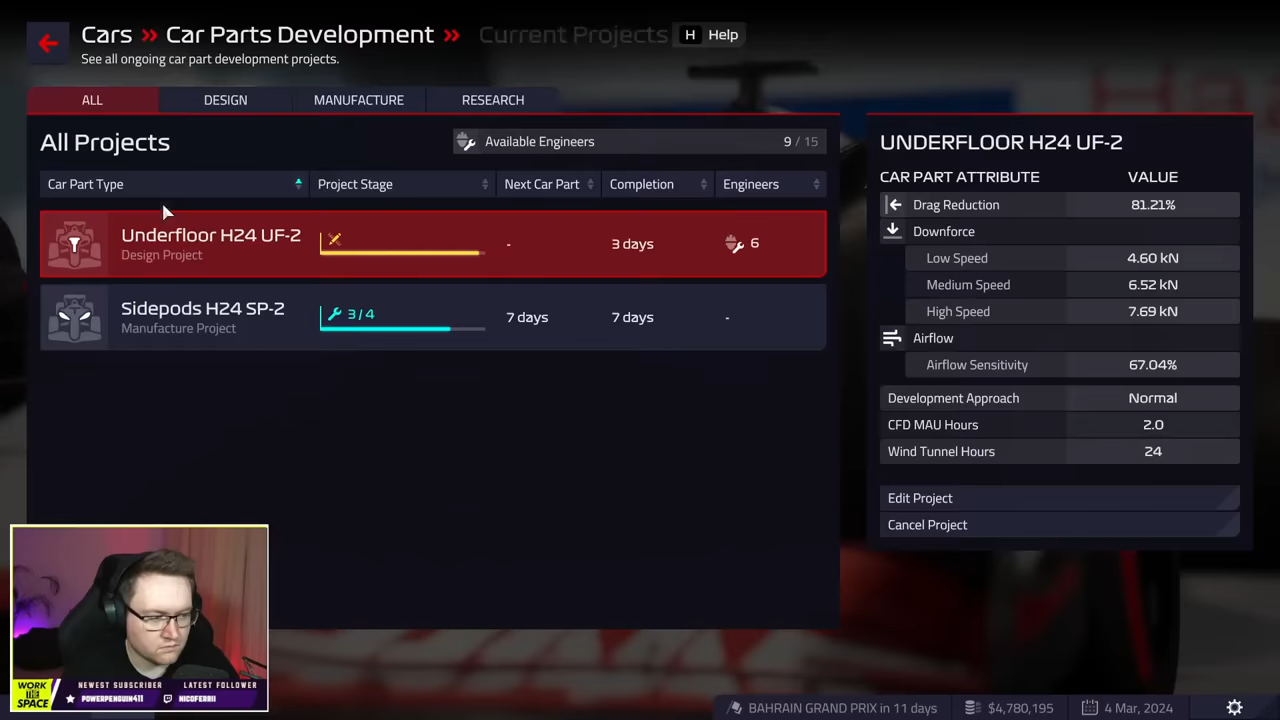 Cars » Car Parts Development » Current Projects H Help
See all ongoing car part development projects.
ALL DESIGN MANUFACTURE RESEARCH
All Projects
Available Engineers 9 / 15
Car Part Type Project Stage Next Car Part Completion Engineers
Underfloor H24 UF-2
Design Project
- 3 days 6
Sidepods H24 SP-2
Manufacture Project
3 / 4 7 days 7 days -
UNDERFLOOR H24 UF-2
CAR PART ATTRIBUTE VALUE
Drag Reduction 81.21%
Downforce
Low Speed 4.60 kN
Medium Speed 6.52 kN
High Speed 7.69 kN
Airflow
Airflow Sensitivity 67.04%
Development Approach Normal
CFD MAU Hours 2.0
Wind Tunnel Hours 24
Edit Project
Cancel Project
WORK
THE
SPACE
NEWEST SUBSCRIBER LATEST FOLLOWER
POWERPENGUIN411 NICOFERRII
BAHRAIN GRAND PRIX in 11 days $4,780,195 4 Mar, 2024